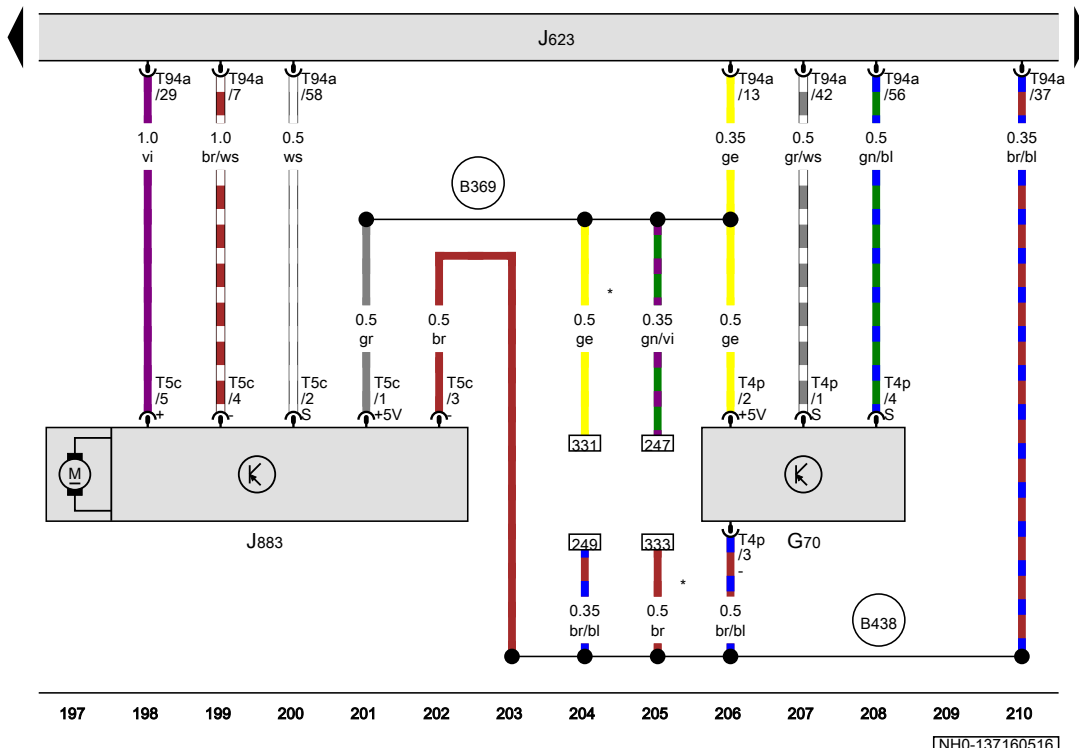 J623
T94a
/29
T94a
/7
T94a
/58
T94a
/13
T94a
/42
T94a
/56
T94a
/37
1.0
vi
1.0
br/ws
0.5
ws
0.35
ge
0.5
gr/ws
0.5
gn/bl
0.35
br/bl
B369
*
0.5
gr
0.5
br
0.5
ge
0.35
gn/vi
0.5
ge
T5c
/5
+
T5c
/4
-
T5c
/2
S
T5c
/1
+5V
T5c
/3
-
T4p
/2
+5V
T4p
/1
S
T4p
/4
S
331
247
M
J883
G70
249
333
T4p
/3
-
*
0.35
br/bl
0.5
br
0.5
br/bl
B438
197 198 199 200 201 202 203 204 205 206 207 208 209 210
NH0-137160516